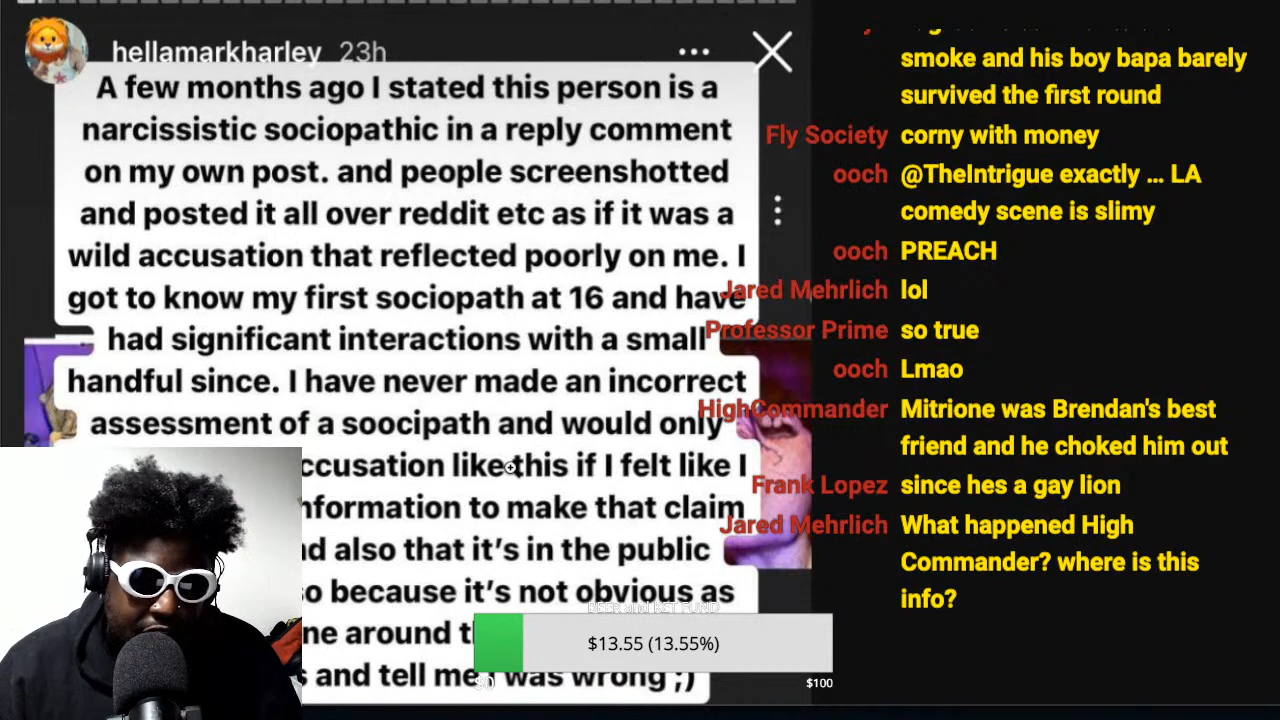 hellamarkharley 23h
A few months ago I stated this person is a
narcissistic sociopathic in a reply comment
on my own post. and people screenshotted
and posted it all over reddit etc as if it was a
wild accusation that reflected poorly on me. I
got to know my first sociopath at 16 and have
had significant interactions with a small
handful since. I have never made an incorrect
assessment of a soocipath and would only
ccusation like this if I felt like I
nformation to make that claim
d also that it's in the public
so because it's not obvious as
ne around t
s and tell me I was wrong ;)
BEER and BET FUND
$13.55 (13.55%)
$0
$100
smoke and his boy bapa barely
survived the first round
Fly Society corny with money
ooch @TheIntrigue exactly ... LA
comedy scene is slimy
ooch PREACH
Jared Mehrlich lol
Professor Prime so true
ooch Lmao
HighCommander Mitrione was Brendan's best
friend and he choked him out
Frank Lopez since hes a gay lion
Jared Mehrlich What happened High
Commander? where is this
info?